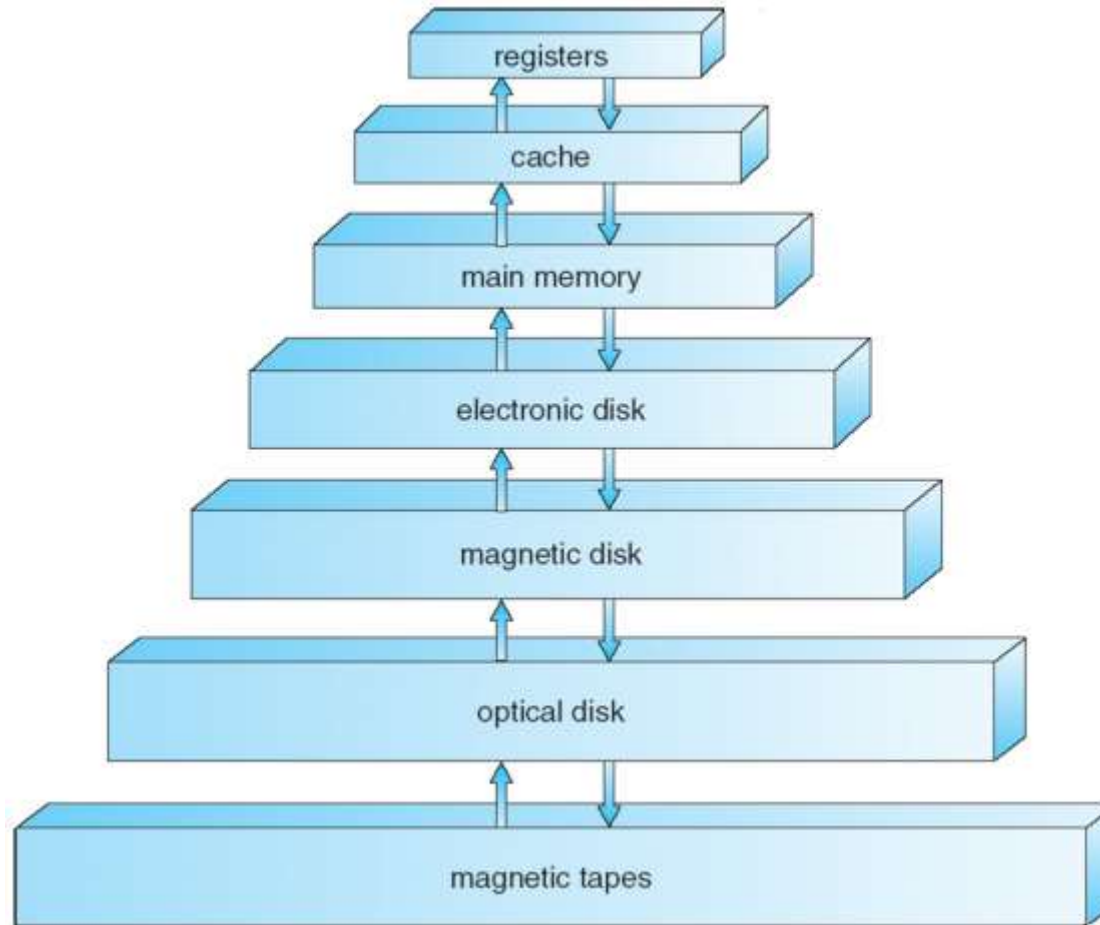 registers
cache
main memory
electronic disk
magnetic disk
optical disk
magnetic tapes